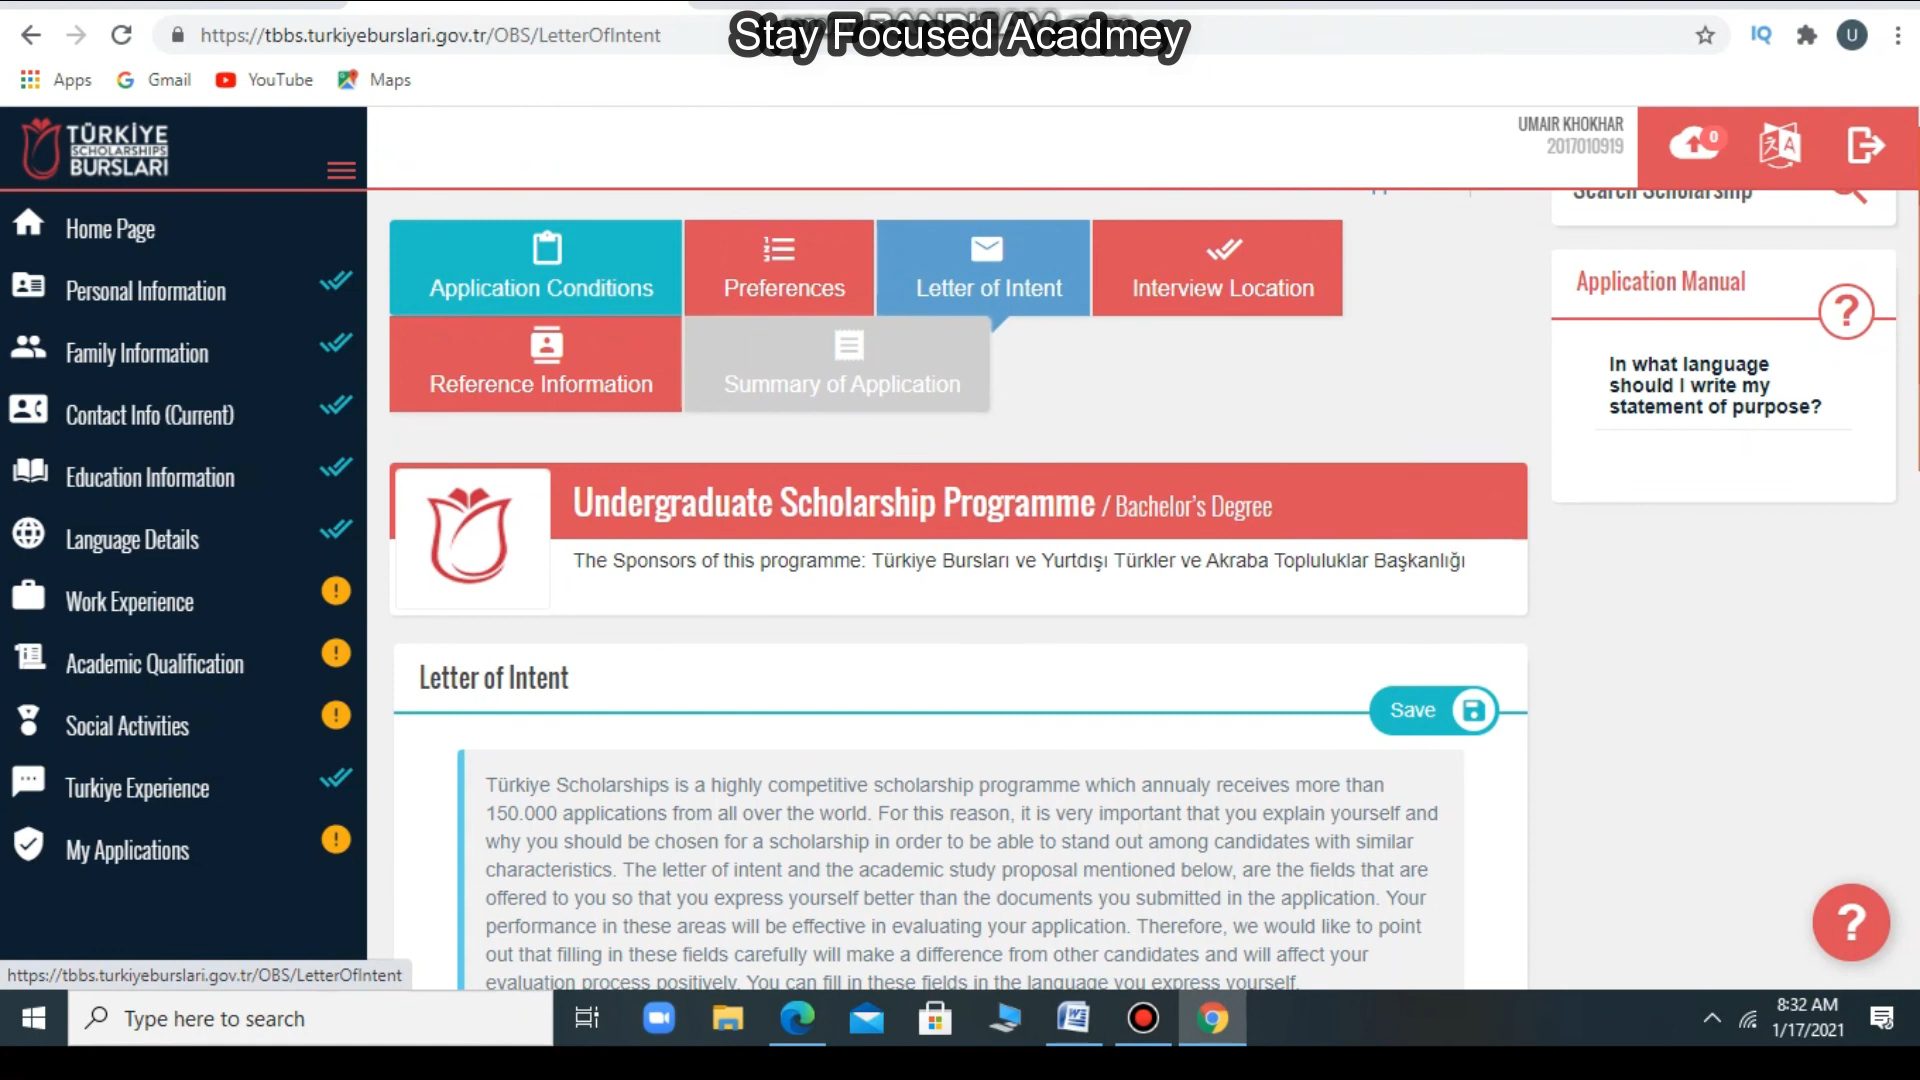 https://tbbs.turkiyeburslari.gov.tr/OBS/LetterOfIntent
Stay Focused Acadmey
IQ
U
Apps
Gmail
YouTube
Maps
TÜRKİYE
SCHOLARSHIPS
BURSLARI
UMAIR KHOKHAR
2017010919
0
A
Home Page
Personal Information
Family Information
Contact Info (Current)
Education Information
Language Details
Work Experience
!
Academic Qualification
!
Social Activities
!
Turkiye Experience
My Applications
!
Application Conditions
Preferences
Letter of Intent
Interview Location
Reference Information
Summary of Application
Search Scholarship
Application Manual
?
In what language
should I write my
statement of purpose?
Undergraduate Scholarship Programme / Bachelor's Degree
The Sponsors of this programme: Türkiye Bursları ve Yurtdışı Türkler ve Akraba Topluluklar Başkanlığı
Letter of Intent
Save
Türkiye Scholarships is a highly competitive scholarship programme which annualy receives more than
150.000 applications from all over the world. For this reason, it is very important that you explain yourself and
why you should be chosen for a scholarship in order to be able to stand out among candidates with similar
characteristics. The letter of intent and the academic study proposal mentioned below, are the fields that are
offered to you so that you express yourself better than the documents you submitted in the application. Your
performance in these areas will be effective in evaluating your application. Therefore, we would like to point
out that filling in these fields carefully will make a difference from other candidates and will affect your
evaluation process positively. You can fill in these fields in the language you express yourself.
?
https://tbbs.turkiyeburslari.gov.tr/OBS/LetterOfIntent
Type here to search
8:32 AM
1/17/2021